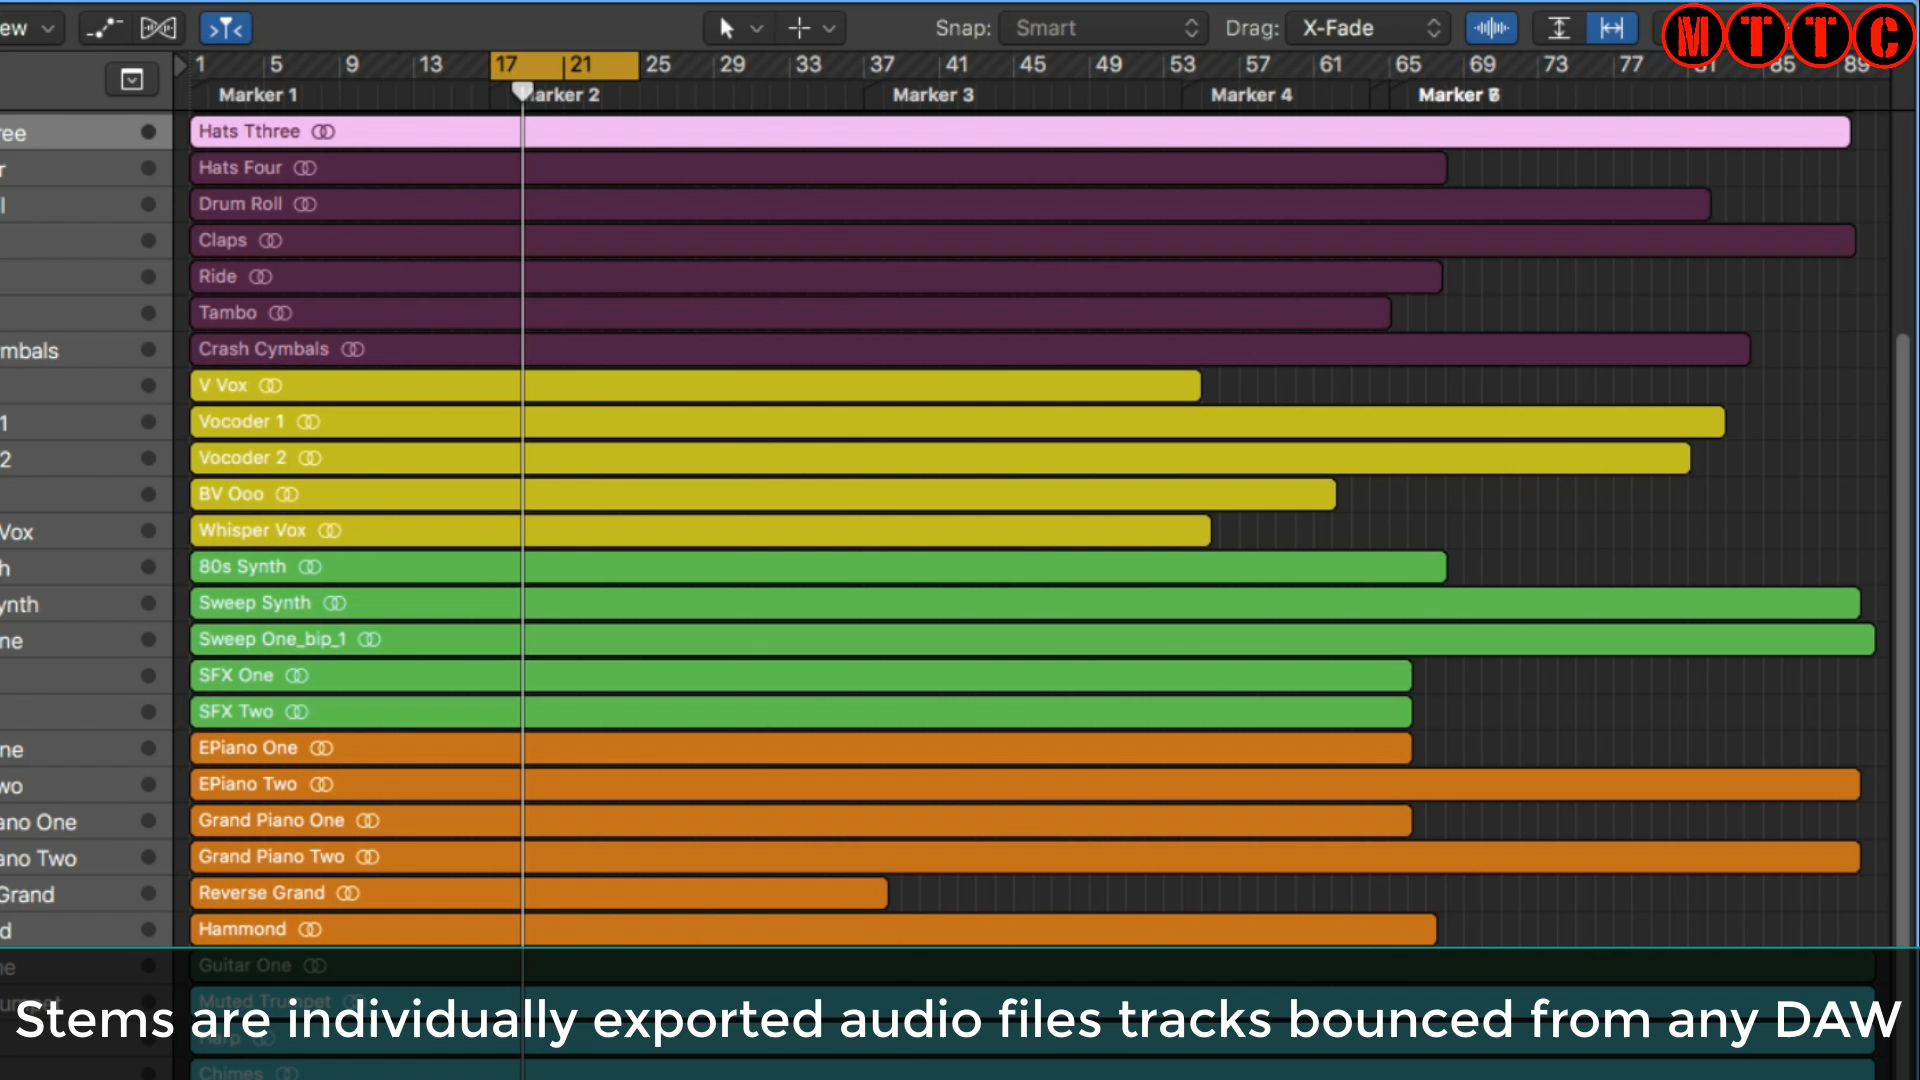 ew
Snap: Smart
Drag: X-Fade
MTTC
1 5 9 13 17 21 25 29 33 37 41 45 49 53 57 61 65 69 73 77 85 89
Marker 1 arker 2 Marker 3 Marker 4 Marker
ree Hats Tthree
r Hats Four
l Drum Roll
Claps
Ride
Tambo
mbals Crash Cymbals
V Vox
1 Vocoder 1
2 Vocoder 2
BV Ooo
Vox Whisper Vox
h 80s Synth
ynth Sweep Synth
ne Sweep One_bip_1
SFX One
SFX Two
ne EPiano One
wo EPiano Two
ano One Grand Piano One
ano Two Grand Piano Two
Grand Reverse Grand
d Hammond
ne Guitar One
Muted Trumpet
Stems are individually exported audio files tracks bounced from any DAW
Harp
Chimes